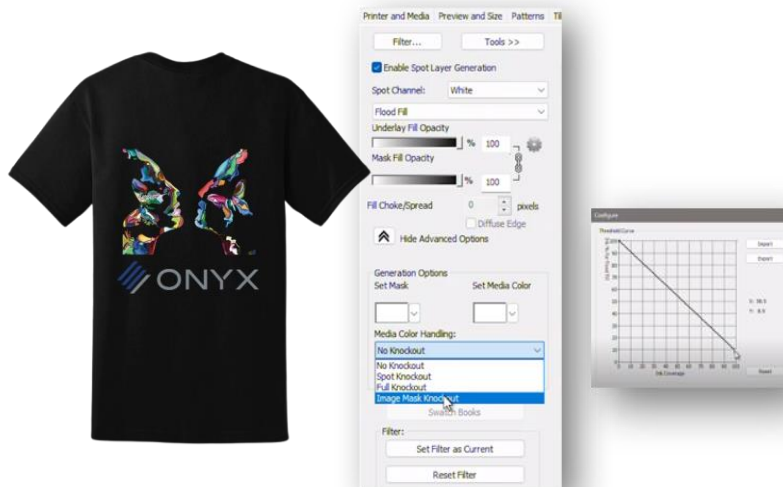 ONYX
Printer and Media Preview and Size Patterns
Filter... Tools >>
Enable Spot Layer Generation
Spot Channel: White
Flood Fill
Underlay Fill Opacity
% 100
Mask Fill Opacity
% 100
Fill Choke/Spread 0 pixels
Diffuse Edge
Hide Advanced Options
Generation Options
Set Mask Set Media Color
Media Color Handling:
No Knockout
No Knockout
Spot Knockout
Full Knockout
Image Mask Knockout
Swatch Books
Filter:
Set Filter as Current
Reset Filter
Configure
Threshold Curve
Import
Export
Ink Coverage
Reset